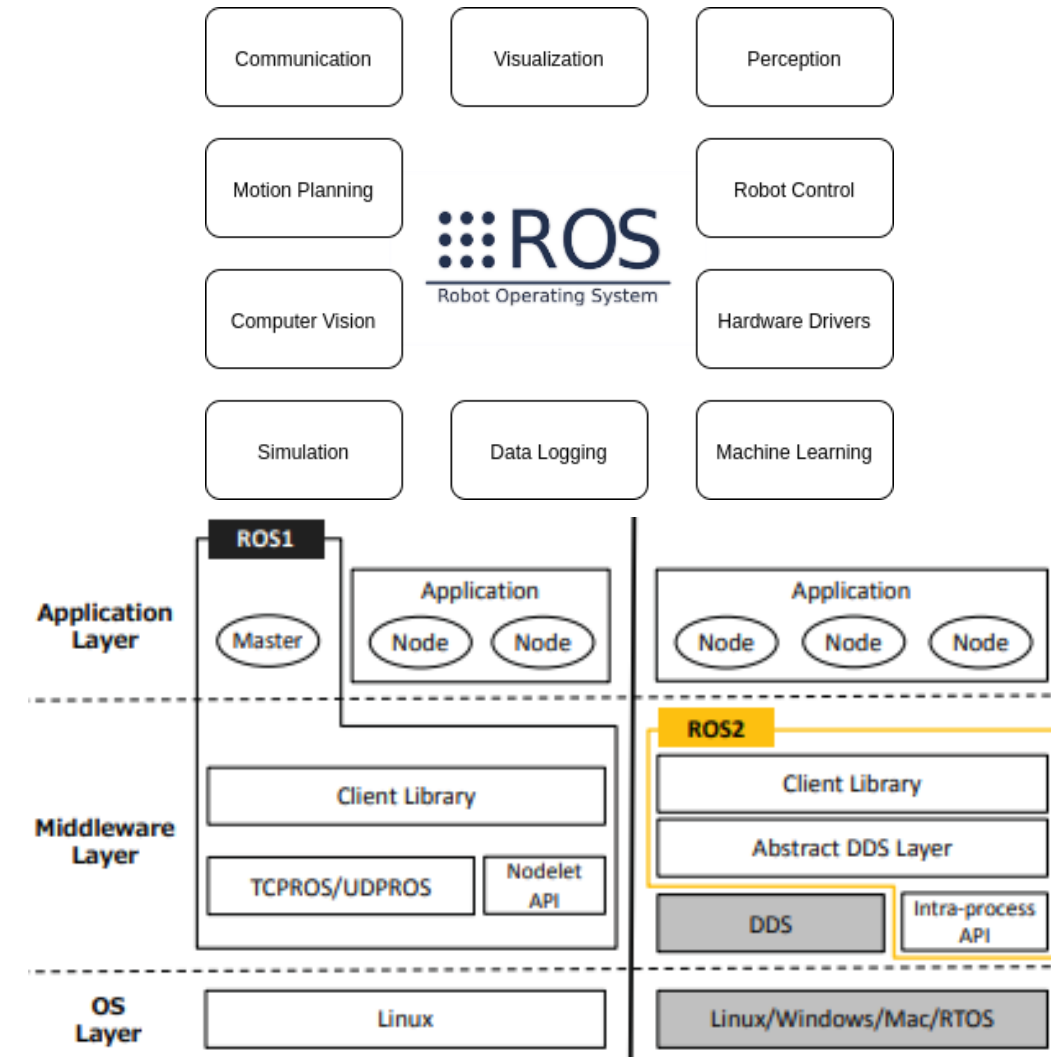 Communication
Visualization
Perception
Motion Planning
Robot Control
ROS
Robot Operating System
Computer Vision
Hardware Drivers
Simulation
Data Logging
Machine Learning
ROS1
Application
Layer
Master
Application
Node
Node
Application
Node
Node
Node
ROS2
Middleware
Layer
Client Library
TCPROS/UDPROS
Nodelet
API
Client Library
Abstract DDS Layer
DDS
Intra-process
API
OS
Layer
Linux
Linux/Windows/Mac/RTOS